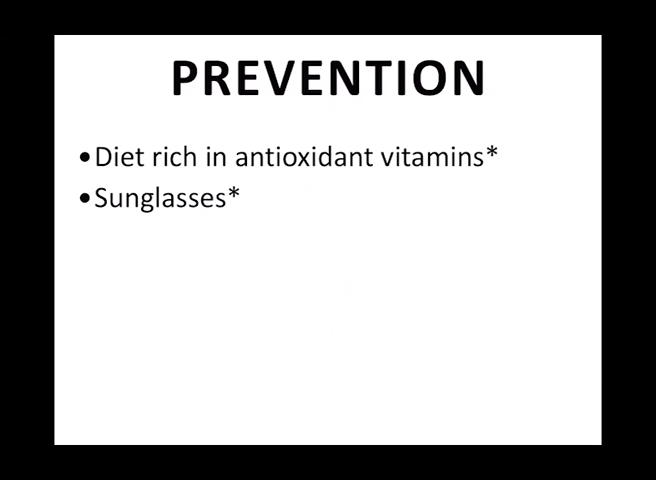 PREVENTION
•Diet rich in antioxidant vitamins*
•Sunglasses*